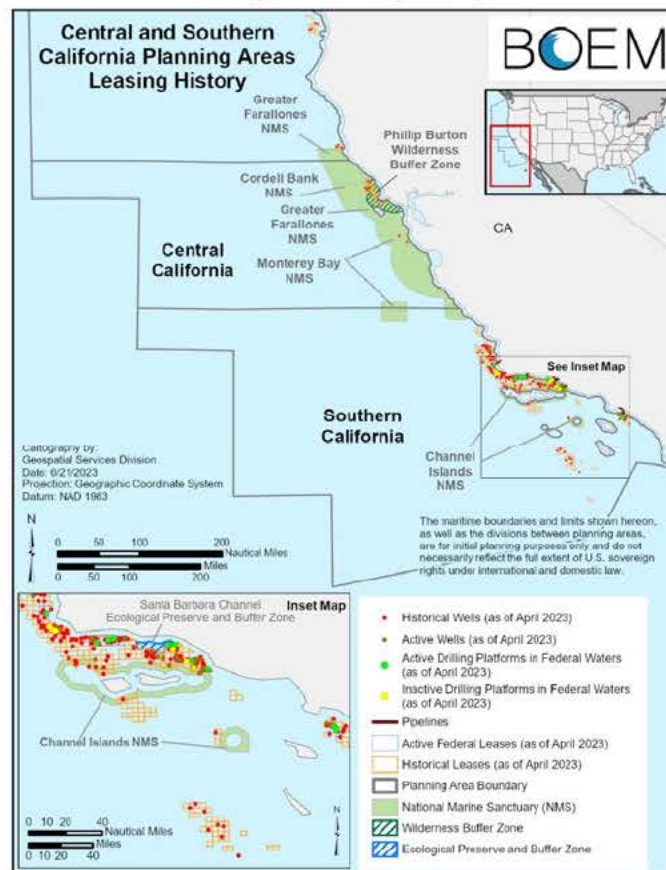 Central and Southern
California Planning Areas
Leasing History
BOEM
Greater
Farallones
NMS
Phillip Burton
Wilderness
Buffer Zone
Cordell Bank
NMS
Greater
Farallones
NMS
CA
Central
California
Monterey Bay
NMS
See Inset Map
Southern
California
Channel
Islands
NMS
Cartography by:
Geospatial Services Division
Date: 6/21/2023
Projection: Geographic Coordinate System
Datum: NAD 1983
N
0 50 100 200
Nautical Miles
0 50 100 200
Miles
The maritime boundaries and limits shown hereon,
as well as the divisions between planning areas,
are for initial planning purposes only and do not
necessarily reflect the full extent of U.S. sovereign
rights under international and domestic law.
Santa Barbara Channel
Ecological Preserve and Buffer Zone
Inset Map
Channel Islands NMS
0 10 20 40
Nautical Miles
Miles
0 10 20 40
N
Historical Wells (as of April 2023)
Active Wells (as of April 2023)
Active Drilling Platforms in Federal Waters
(as of April 2023)
Inactive Drilling Platforms in Federal Waters
(as of April 2023)
Pipelines
Active Federal Leases (as of April 2023)
Historical Leases (as of April 2023)
Planning Area Boundary
National Marine Sanctuary (NMS)
Wilderness Buffer Zone
Ecological Preserve and Buffer Zone